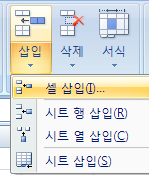 삽입 삭제 서식
셀 삽입(I)...
시트 행 삽입(R)
시트 열 삽입(C)
시트 삽입(S)